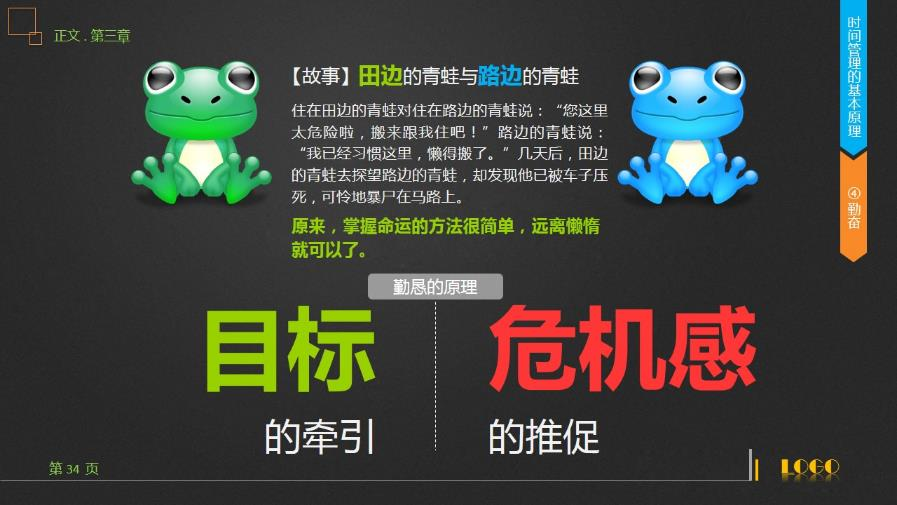 正文 . 第三章
时间管理的基本原理
④勤奋
【故事】田边的青蛙与路边的青蛙
住在田边的青蛙对住在路边的青蛙说：“您这里
太危险啦，搬来跟我住吧！”路边的青蛙说：
“我已经习惯这里，懒得搬了。”几天后，田边
的青蛙去探望路边的青蛙，却发现他已被车子压
死，可怜地暴尸在马路上。
原来，掌握命运的方法很简单，远离懒惰
就可以了。
勤恳的原理
目标
的牵引
危机感
的推促
第 34 页
LOGO